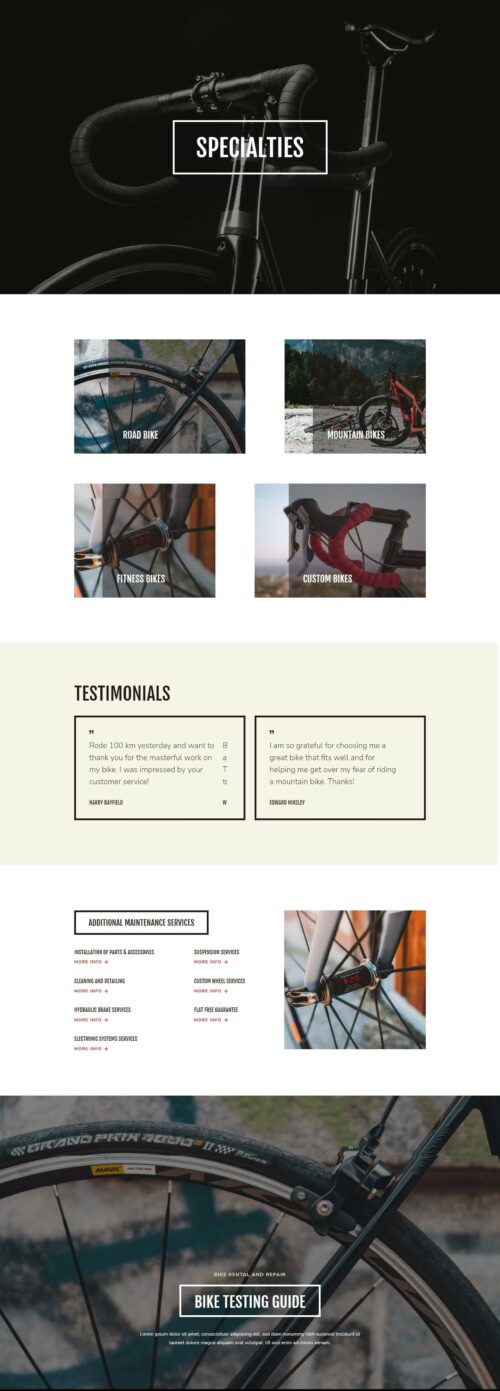 SPECIALTIES
ROAD BIKE
MOUNTAIN BIKES
FITNESS BIKES
CUSTOM BIKES
TESTIMONIALS
”
Rode 100 km yesterday and want to
thank you for the masterful work on
my bike. I was impressed by your
customer service!
HARRY BAYFIELD
B
a
T
W
”
I am so grateful for choosing me a
great bike that fits well and for
helping me get over my fear of riding
a mountain bike. Thanks!
EDWARD HINSLEY
ADDITIONAL MAINTENANCE SERVICES
INSTALLATION OF PARTS & ACCESSORIES
MORE INFO →
CLEANING AND DETAILING
MORE INFO →
HYDRAULIC BRAKE SERVICES
MORE INFO →
ELECTRONIC SYSTEMS SERVICES
MORE INFO →
SUSPENSION SERVICES
MORE INFO →
CUSTOM WHEEL SERVICES
MORE INFO →
FLAT FREE GUARANTEE
MORE INFO →
GRAND PRIX 4000 S II
MAVIC
BIKE RENTAL AND REPAIR
BIKE TESTING GUIDE
Lorem ipsum dolor sit amet, consectetuer adipiscing elit, sed diam nonummy nibh euismod tincidunt ut
laoreet dolore magna aliquam erat volutpat. Ut wisi enim ad minim veniam.